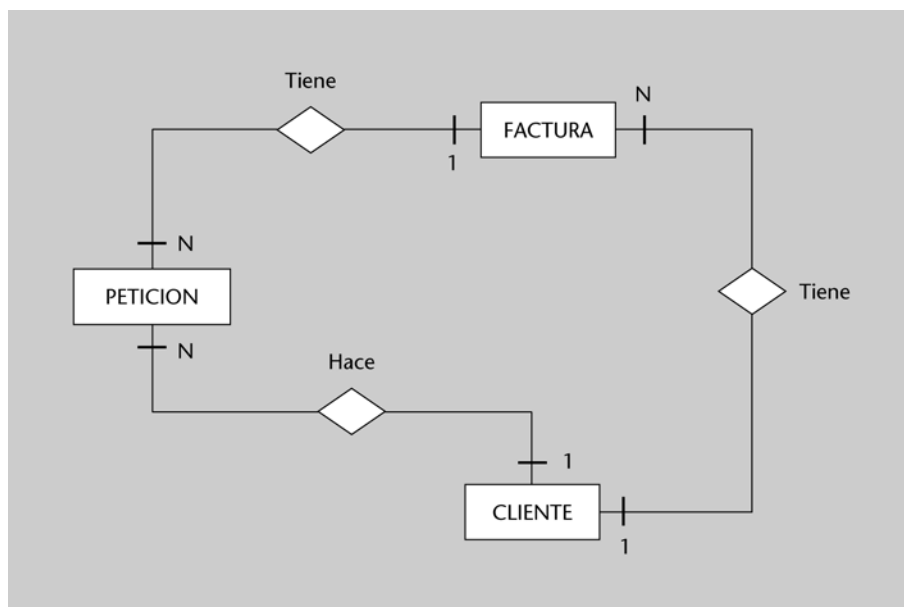 Tiene
N
FACTURA
1
N
PETICION
Tiene
N
Hace
1
CLIENTE
1